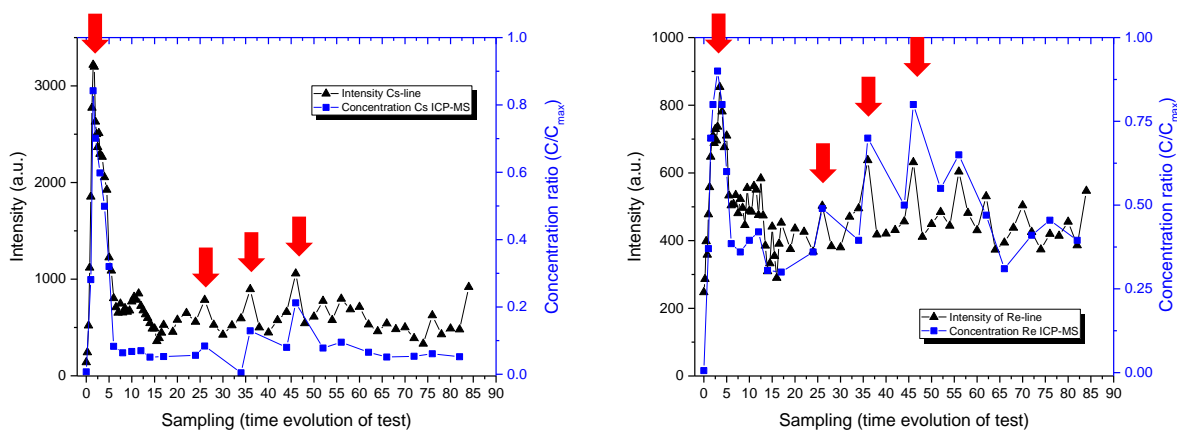 Intensity (a.u.)
3000
2000
1000
0
Intensity Cs-line
Concentration Cs ICP-MS
1.0
0.8
0.6
0.4
0.2
0.0
Concentration ratio (C/Cmax)
0 5 10 15 20 25 30 35 40 45 50 55 60 65 70 75 80 85 90
Sampling (time evolution of test)
Intensity (a.u.)
1000
800
600
400
200
0
Intensity of Re-line
Concentration Re ICP-MS
1.00
0.75
0.50
0.25
0.00
Concentration ratio (C/Cmax)
0 5 10 15 20 25 30 35 40 45 50 55 60 65 70 75 80 85 90
Sampling (time evolution of test)